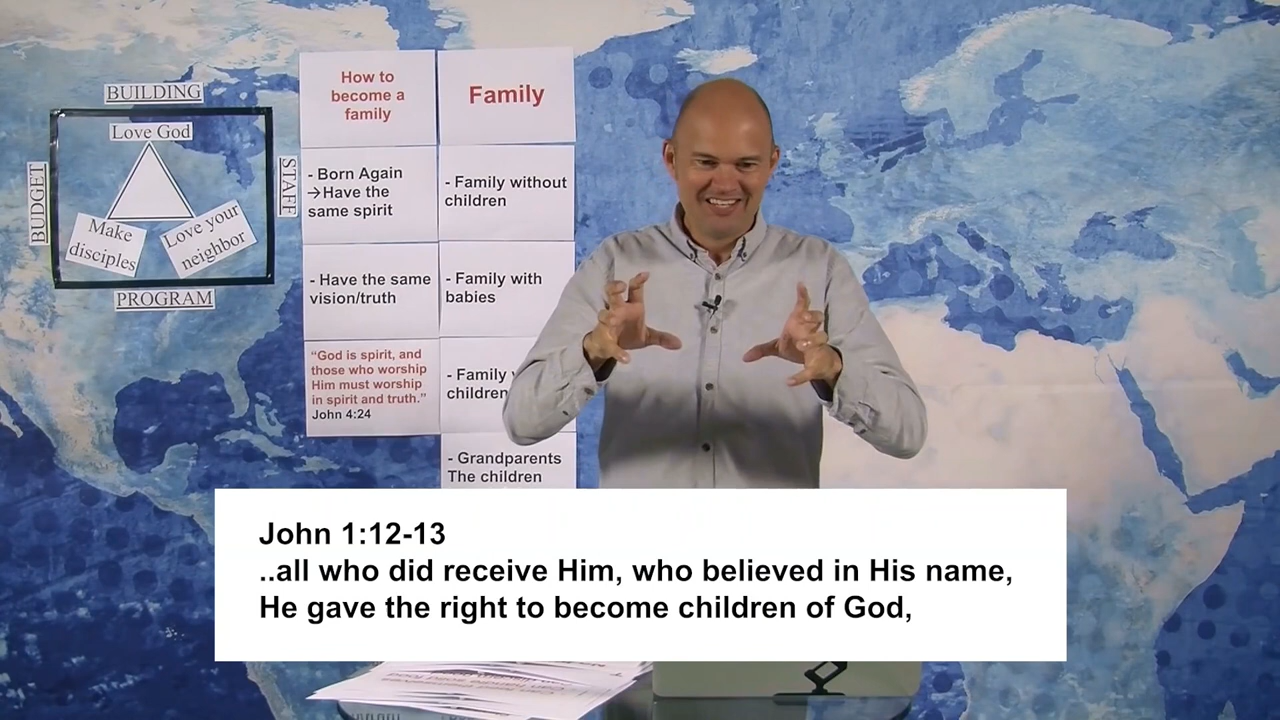 BUILDING
Love God
BUDGET
STAFF
Make
disciples
Love your
neighbor
PROGRAM
How to
become a
family
Family
- Born Again
→Have the
same spirit
- Family without
children
- Have the same
vision/truth
- Family with
babies
“God is spirit, and
those who worship
Him must worship
in spirit and truth.”
John 4:24
- Family
children
- Grandparents
The children
John 1:12-13
..all who did receive Him, who believed in His name,
He gave the right to become children of God,